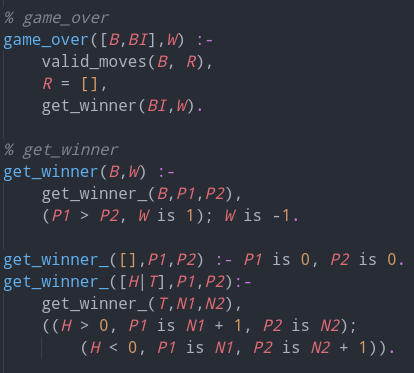 % game_over
game_over([B,BI],W) :-
    valid_moves(B, R),
    R = [],
    get_winner(BI,W).

% get_winner
get_winner(B,W) :-
    get_winner_(B,P1,P2),
    (P1 > P2, W is 1); W is -1.

get_winner_([],P1,P2) :- P1 is 0, P2 is 0.
get_winner_([H|T],P1,P2):-
    get_winner_(T,N1,N2),
    ((H > 0, P1 is N1 + 1, P2 is N2);
        (H < 0, P1 is N1, P2 is N2 + 1)).